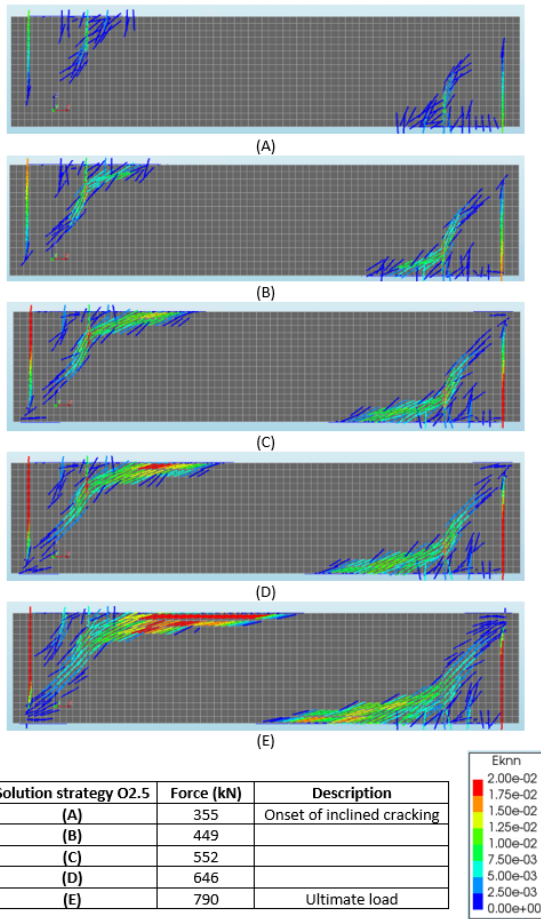 (A)
(B)
(C)
(D)
(E)
Solution strategy O2.5 Force (kN) Description
(A) 355 Onset of inclined cracking
(B) 449
(C) 552
(D) 646
(E) 790 Ultimate load
Eknn
2.00e-02
1.75e-02
1.50e-02
1.25e-02
1.00e-02
7.50e-03
5.00e-03
2.50e-03
0.00e+00